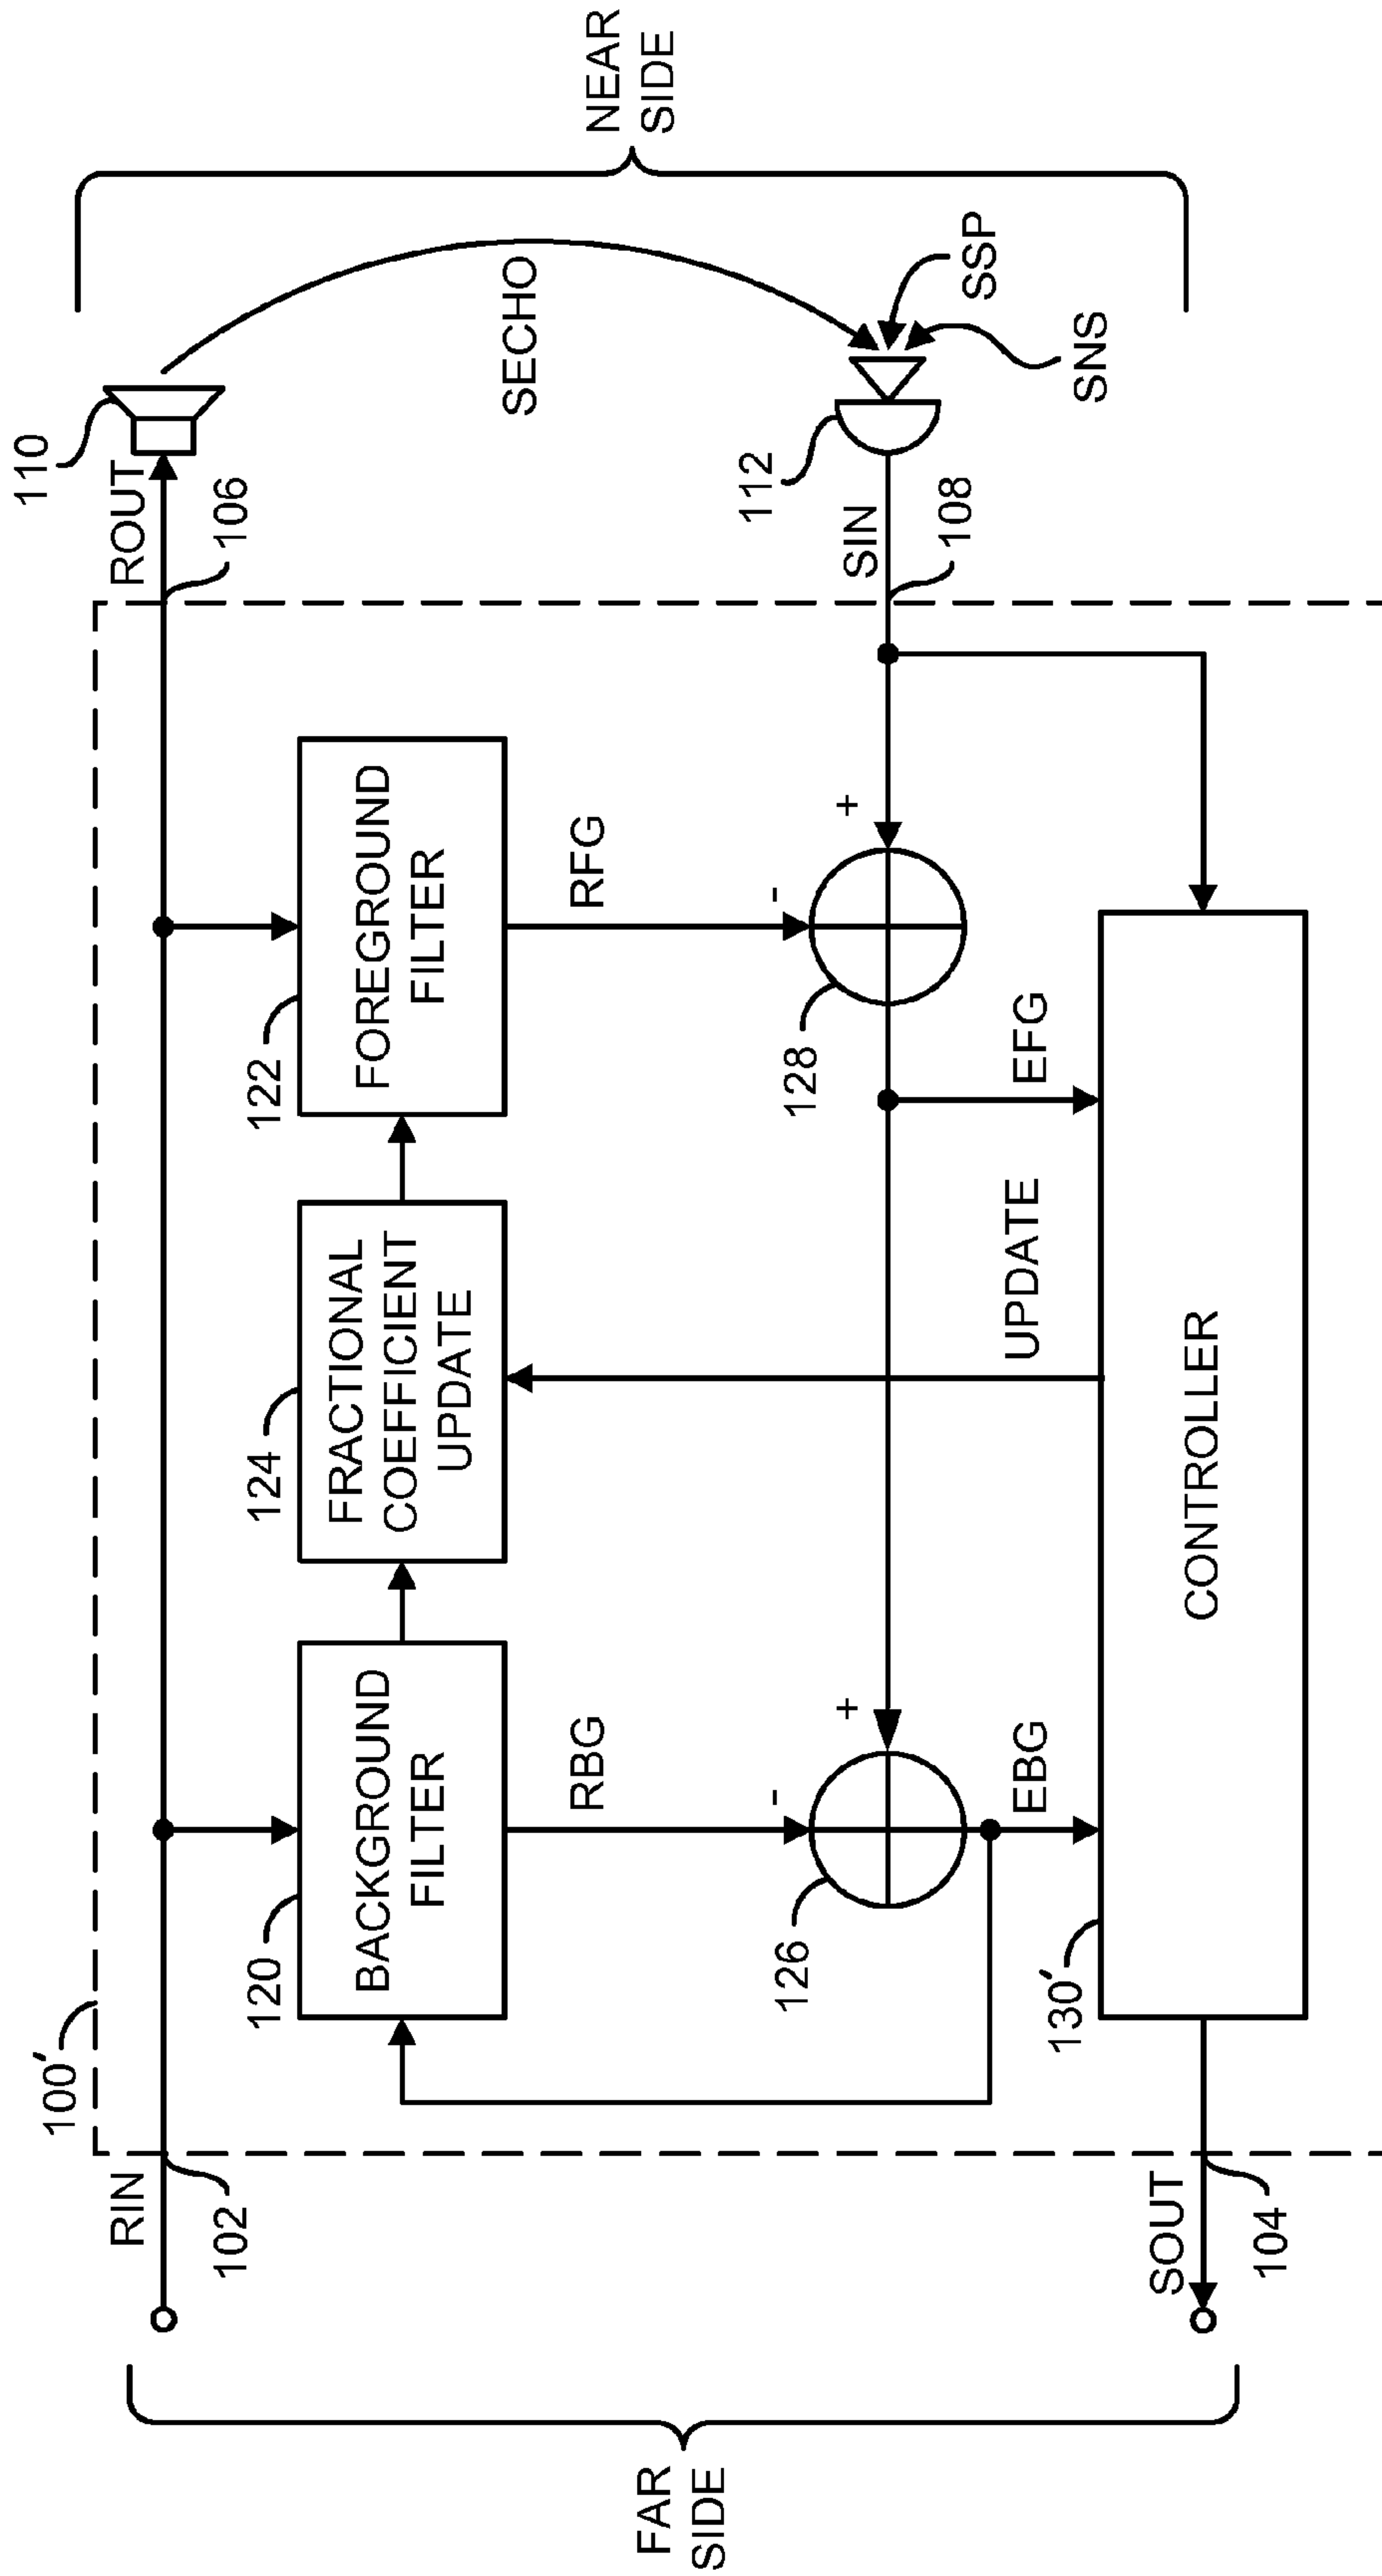 100′
RIN
102
ROUT
106
110
120
BACKGROUND
FILTER
124
FRACTIONAL
COEFFICIENT
UPDATE
122
FOREGROUND
FILTER
SECHO
NEAR
SIDE
RBG
RFG
-
+
-
+
126
128
SIN
108
112
SSP
SNS
EBG
UPDATE
EFG
130′
CONTROLLER
SOUT
104
FAR
SIDE